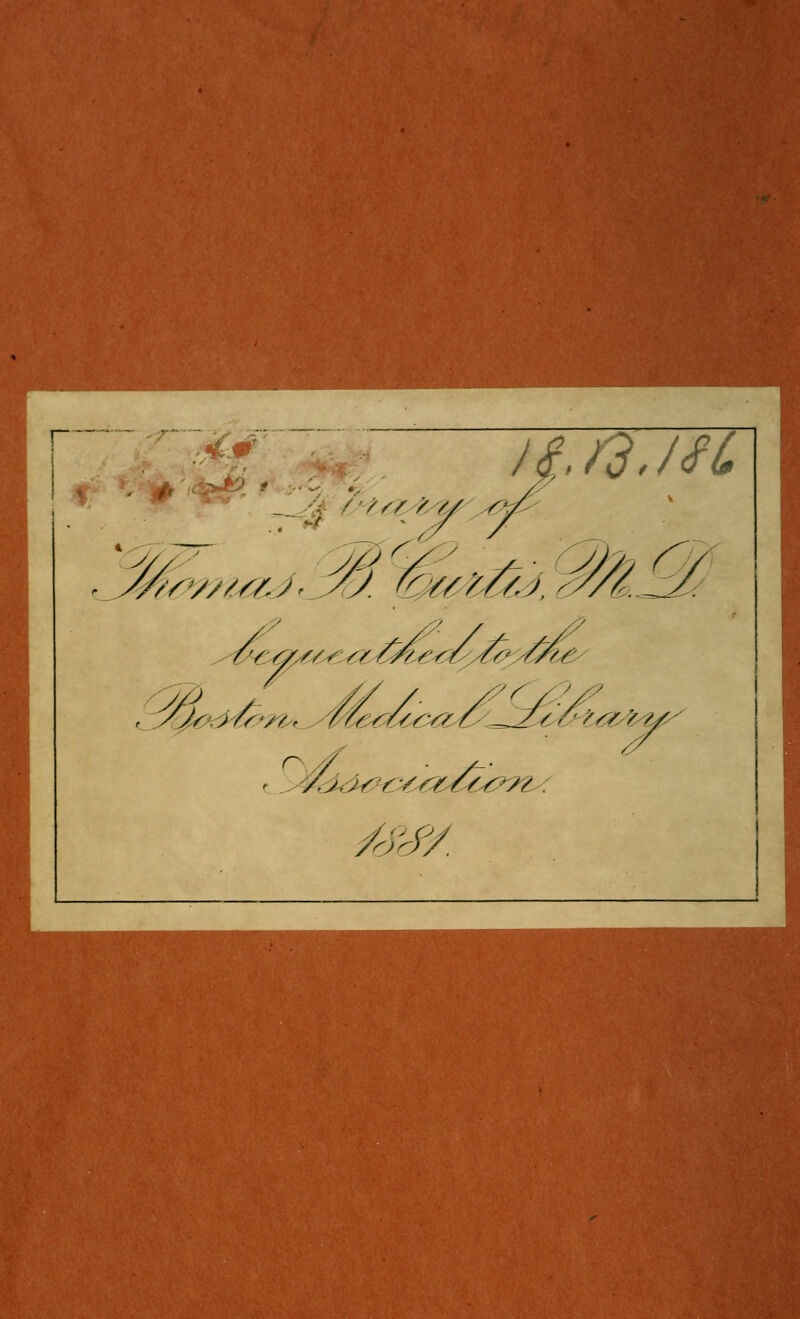 18.B.186
Library of
Thomas B. Curtis, M.D.
bequeathed to the
Boston Medical Library
Association.
1881.